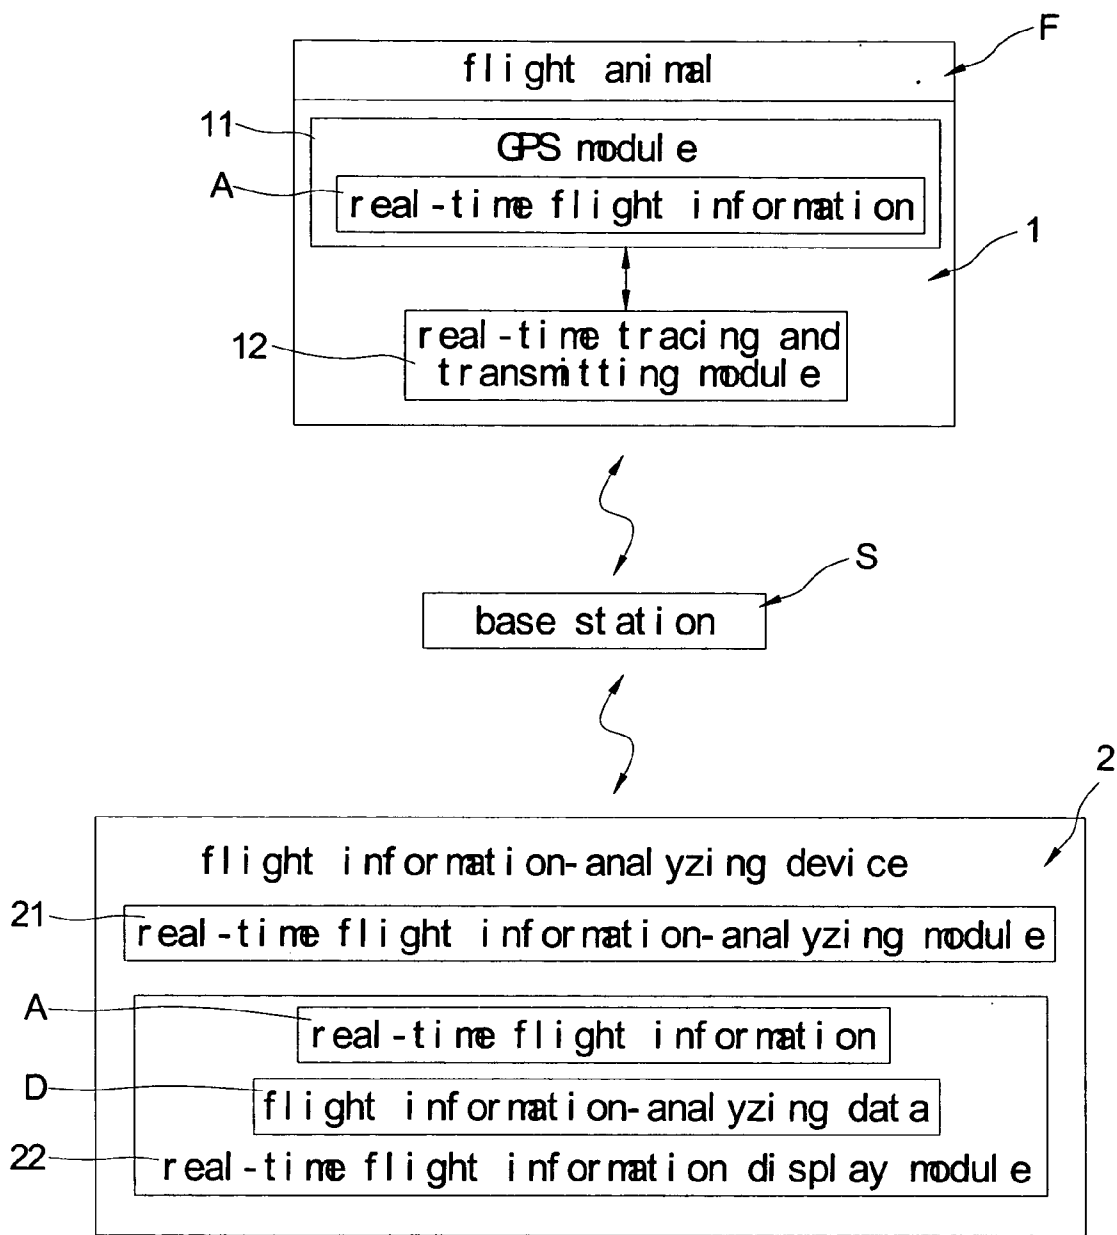 F
flight animal
11
GPS module
A
real-time flight information
1
12
real-time tracing and
transmitting module
S
base station
2
flight information-analyzing device
21
real-time flight information-analyzing module
A
real-time flight information
D
flight information-analyzing data
22
real-time flight information display module